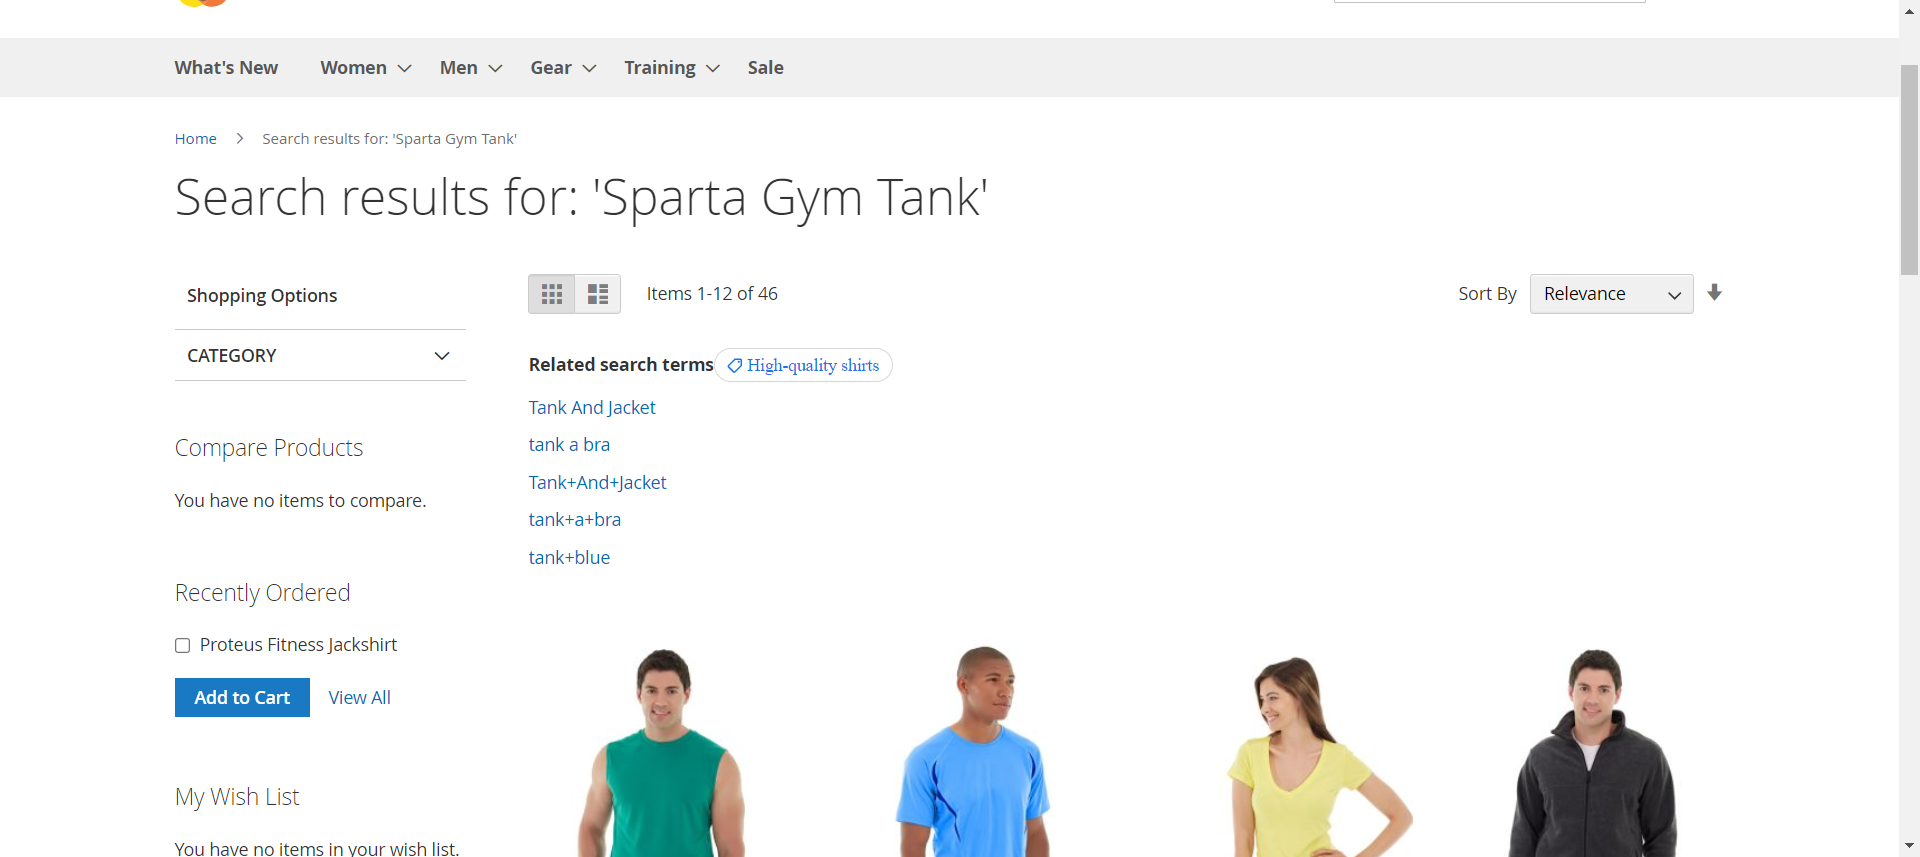 What's New Women Men Gear Training Sale
Home Search results for: 'Sparta Gym Tank'
Search results for: 'Sparta Gym Tank'
Shopping Options
CATEGORY
Compare Products
You have no items to compare.
Recently Ordered
Proteus Fitness Jackshirt
Add to Cart View All
My Wish List
You have no items in your wish list.
Items 1-12 of 46
Sort By Relevance
Related search terms High-quality shirts
Tank And Jacket
tank a bra
Tank+And+Jacket
tank+a+bra
tank+blue